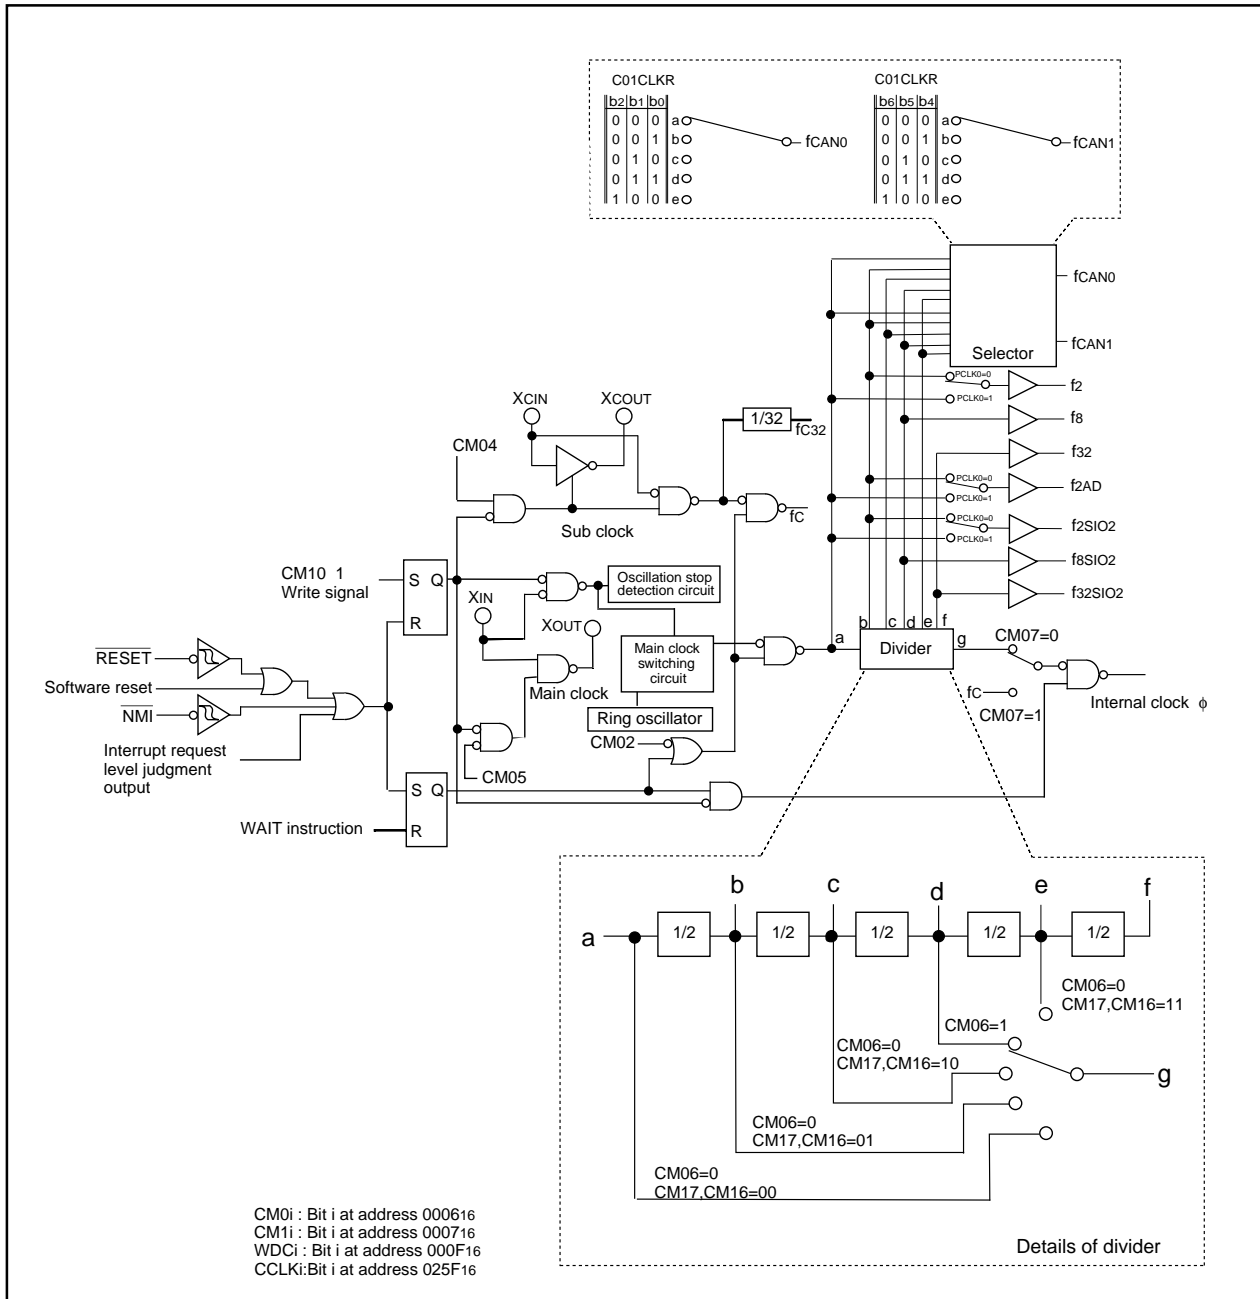 C01CLKR
b2 b1 b0
0 0 0 a
0 0 1 b
0 1 0 c
0 1 1 d
1 0 0 e
fCAN0
C01CLKR
b6 b5 b4
0 0 0 a
0 0 1 b
0 1 0 c
0 1 1 d
1 0 0 e
fCAN1
fCAN0
fCAN1
Selector
PCLK0=0
PCLK0=1
f2
f8
f32
PCLK0=0
PCLK0=1
f2AD
PCLK0=0
PCLK0=1
f2SIO2
f8SIO2
f32SIO2
XCIN
XCOUT
1/32
fC32
CM04
Sub clock
fC
CM10 1
Write signal
S Q
R
Oscillation stop
detection circuit
XIN
XOUT
Main clock
Main clock
switching
circuit
Ring oscillator
a
b c d e f
Divider
g
CM07=0
fC
CM07=1
Internal clock ϕ
RESET
Software reset
NMI
Interrupt request
level judgment
output
CM02
CM05
S Q
R
WAIT instruction
a
b
c
d
e
f
1/2
1/2
1/2
1/2
1/2
CM06=0
CM17,CM16=11
CM06=1
CM06=0
CM17,CM16=10
g
CM06=0
CM17,CM16=01
CM06=0
CM17,CM16=00
Details of divider
CM0i : Bit i at address 000616
CM1i : Bit i at address 000716
WDCi : Bit i at address 000F16
CCLKi:Bit i at address 025F16